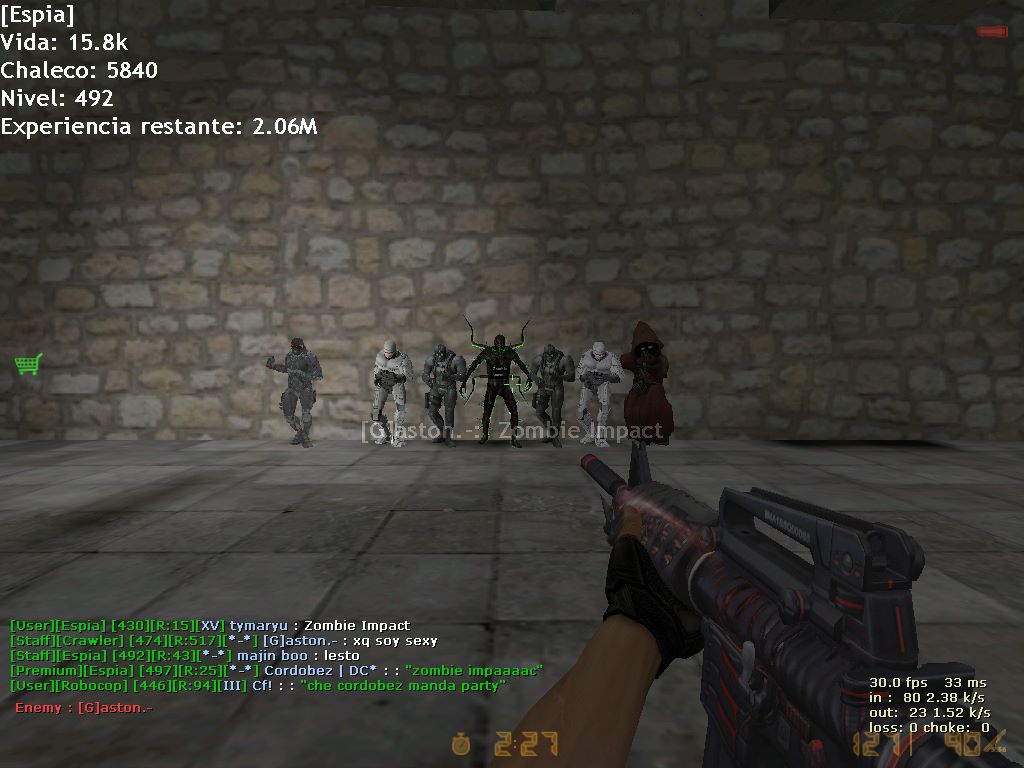 [Espia]
Vida: 15.8k
Chaleco: 5840
Nivel: 492
Experiencia restante: 2.06M
[G]aston.-: Zombie Impact
[User][Espia] [430][R:15][XV] tymaryu : Zombie Impact
[Staff][Crawler] [474][R:517][*-*] [G]aston.- : xq soy sexy
[Staff][Espia] [492][R:43][*-*] majin boo : lesto
[Premium][Espia] [497][R:25][*-*] Cordobez | DC* : : "zombie impaaaac"
[User][Robocop] [446][R:94][III] Cf! : : "che cordobez manda party"
Enemy : [G]aston.-
30.0 fps 33 ms
in : 80 2.38 k/s
out: 23 1.52 k/s
loss: 0 choke: 0
2:27
127 | 90